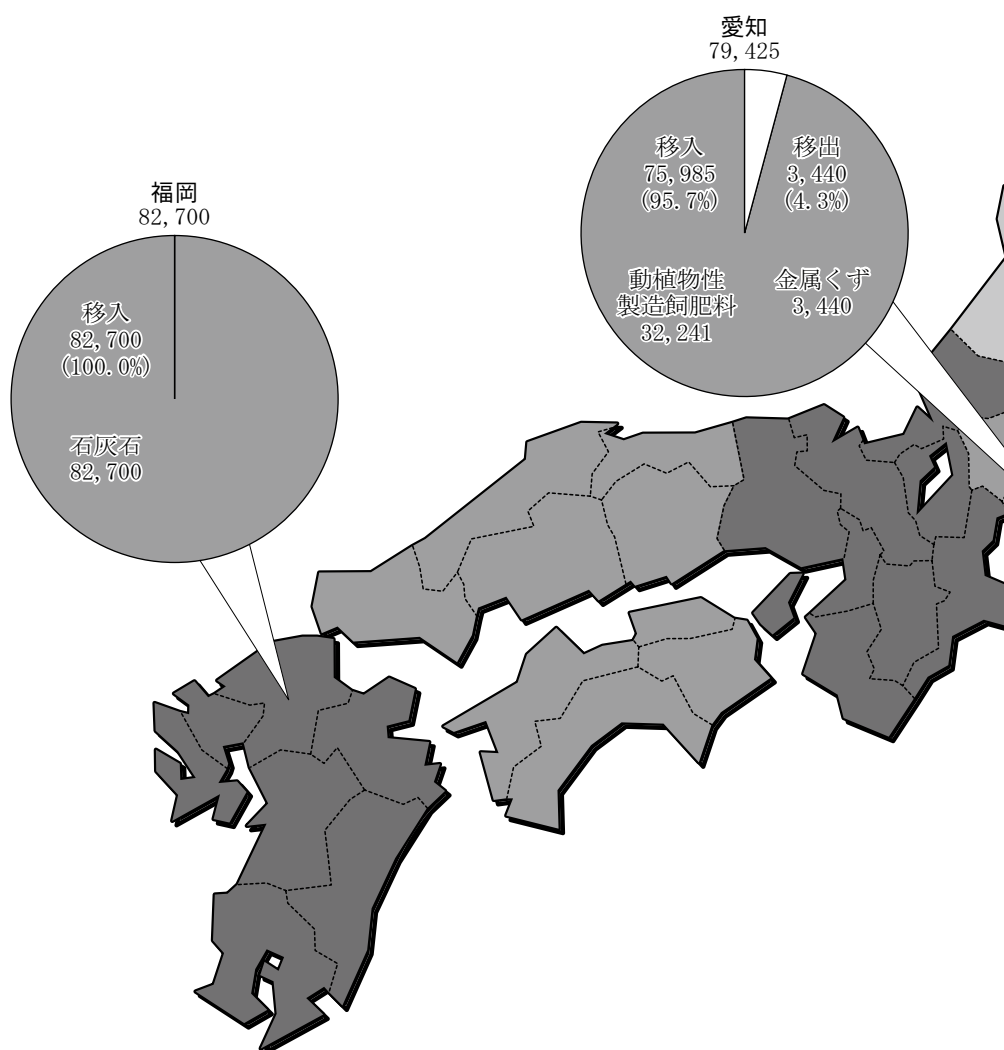 愛知
79,425
移入
75,985
(95.7%)
移出
3,440
(4.3%)
動植物性
製造飼肥料
32,241
金属くず
3,440
福岡
82,700
移入
82,700
(100.0%)
石灰石
82,700